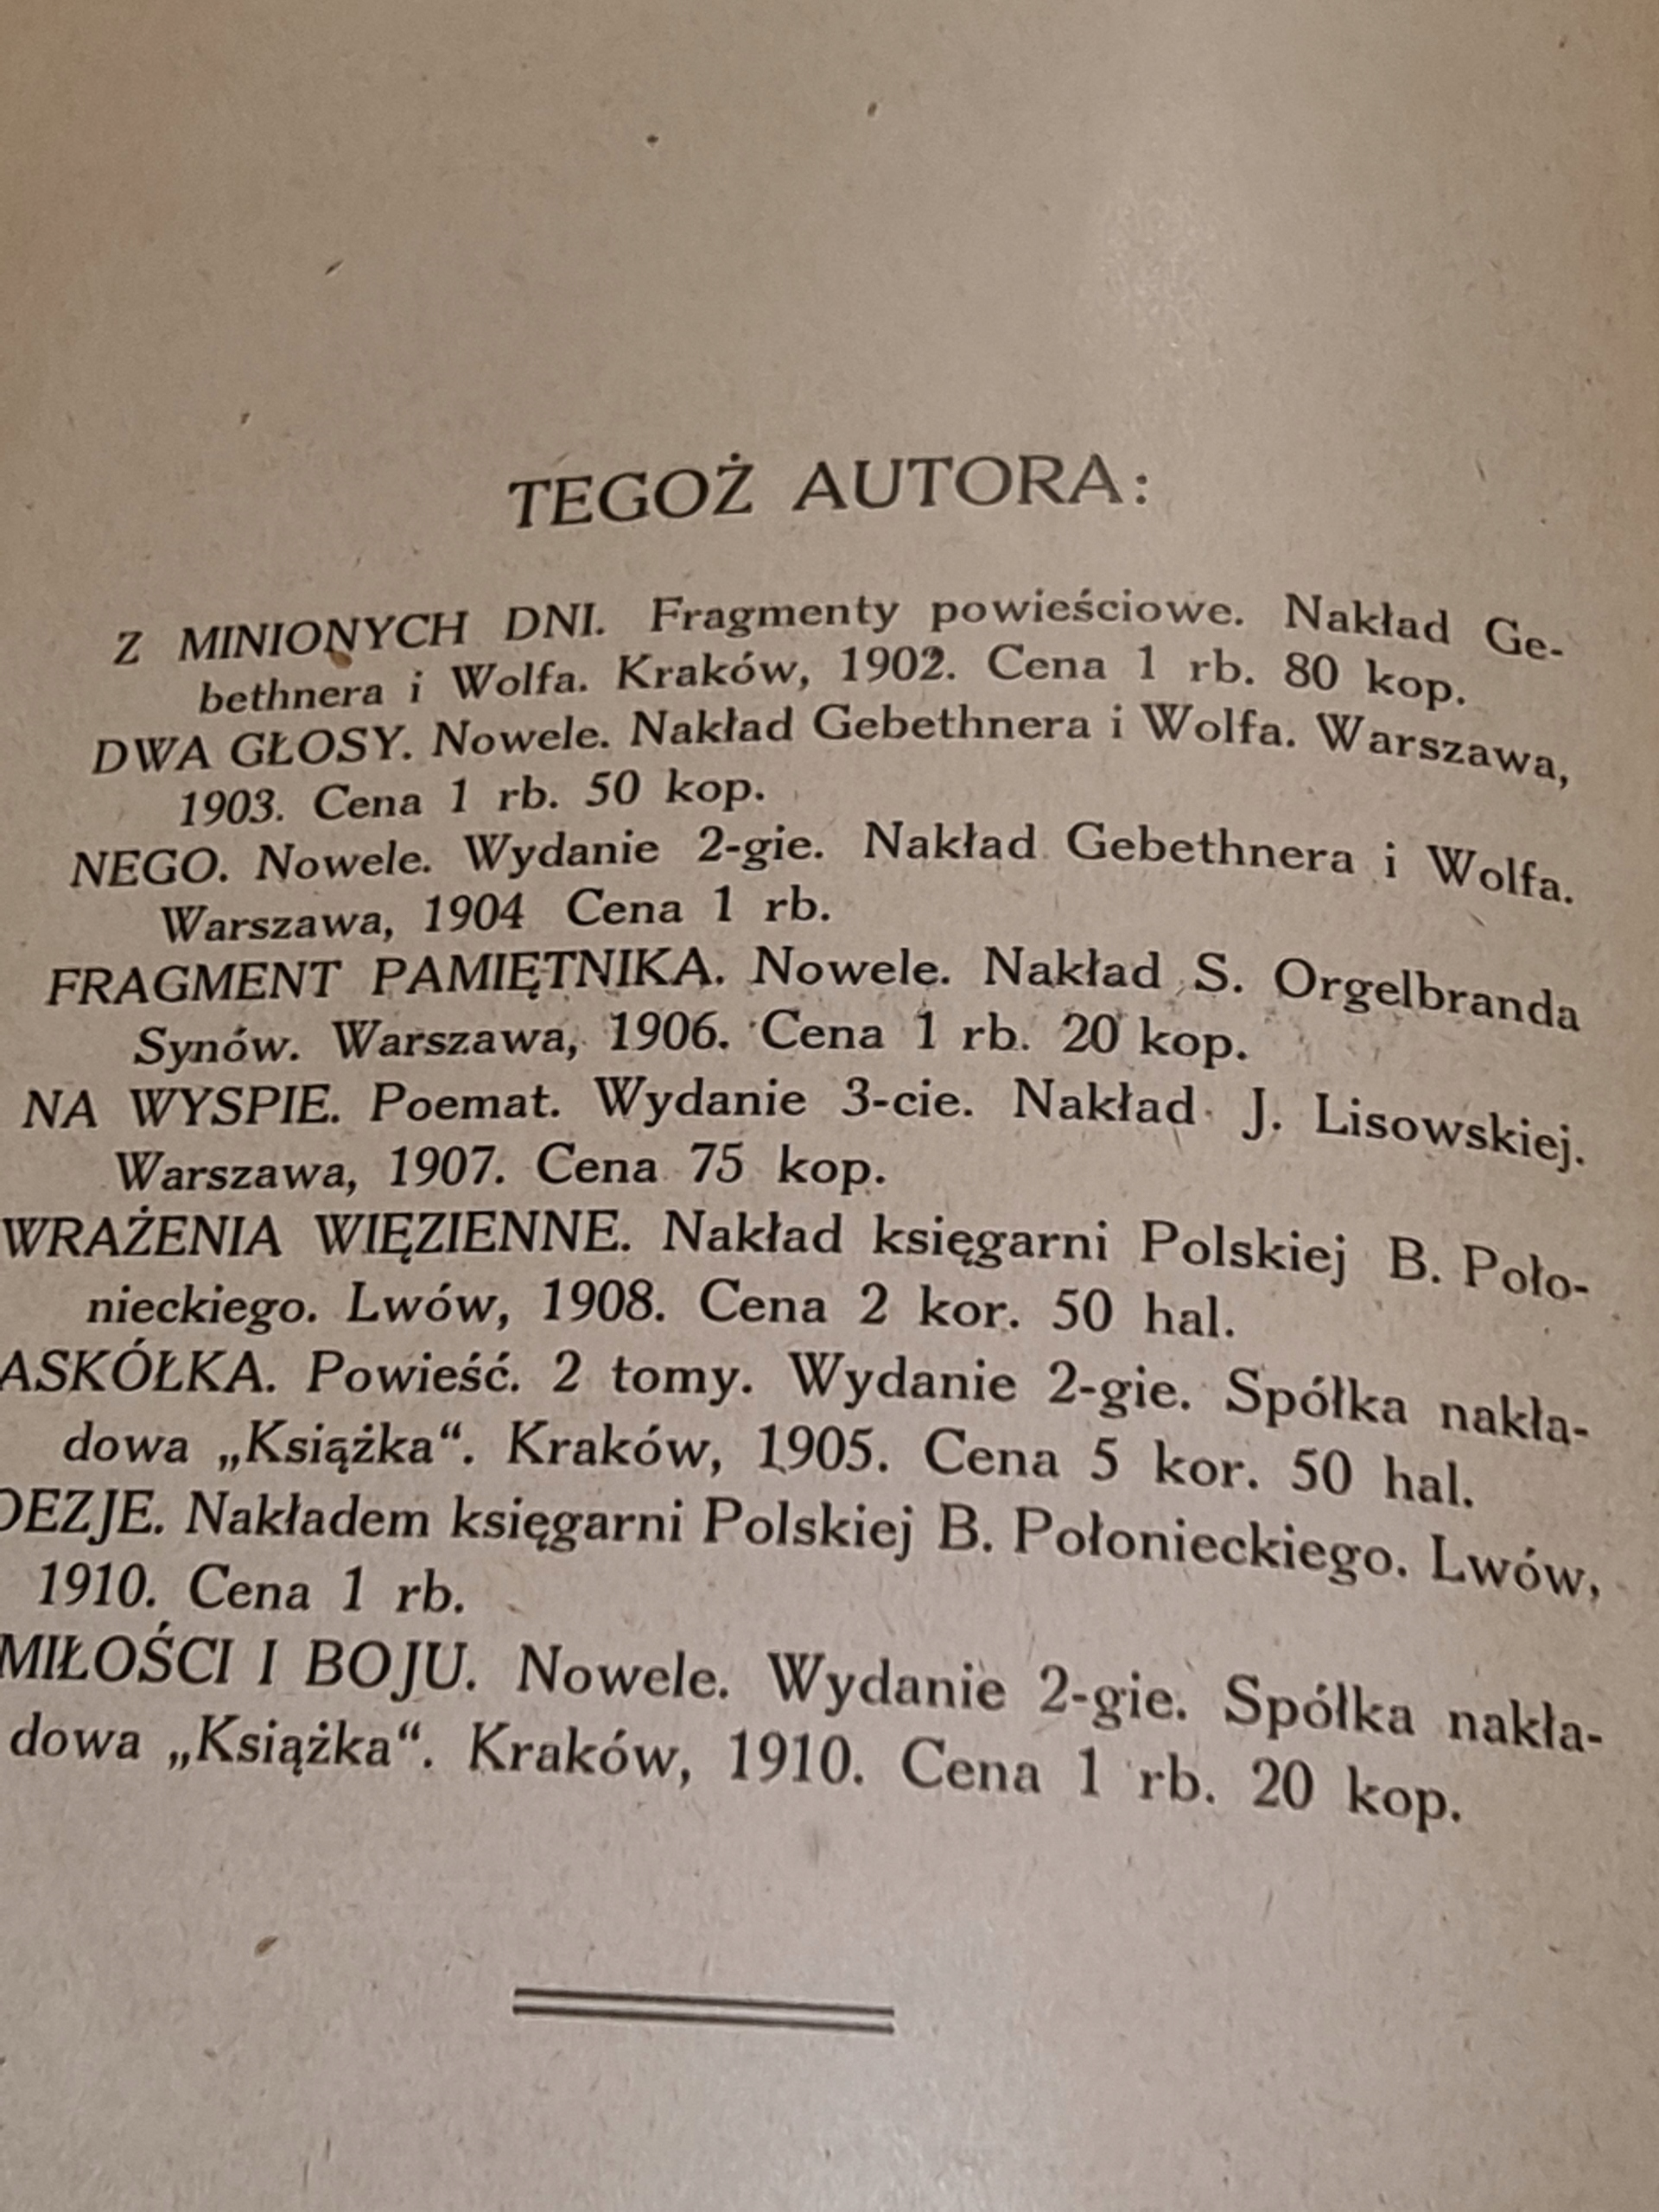 TEGOŻ AUTORA:
Z MINIONYCH DNI. Fragmenty powieściowe. Nakład Ge-
bethnera i Wolfa. Kraków, 1902. Cena 1 rb. 80 kop.
DWA GŁOSY. Nowele. Nakład Gebethnera i Wolfa. Warszawa,
1903. Cena 1 rb. 50 kop.
NEGO. Nowele. Wydanie 2-gie. Nakład Gebethnera i Wolfa.
Warszawa, 1904 Cena 1 rb.
FRAGMENT PAMIĘTNIKA. Nowele. Nakład S. Orgelbranda
Synów. Warszawa, 1906. Cena 1 rb. 20 kop.
NA WYSPIE. Poemat. Wydanie 3-cie. Nakład J. Lisowskiej.
Warszawa, 1907. Cena 75 kop.
WRAŻENIA WIĘZIENNE. Nakład księgarni Polskiej B. Poło-
nieckiego. Lwów, 1908. Cena 2 kor. 50 hal.
ASKÓŁKA. Powieść. 2 tomy. Wydanie 2-gie. Spółka nakła-
dowa „Książka“. Kraków, 1905. Cena 5 kor. 50 hal.
OEZJE. Nakładem księgarni Polskiej B. Połonieckiego. Lwów,
1910. Cena 1 rb.
MIŁOŚCI I BOJU. Nowele. Wydanie 2-gie. Spółka nakła-
dowa „Książka“. Kraków, 1910. Cena 1 rb. 20 kop.